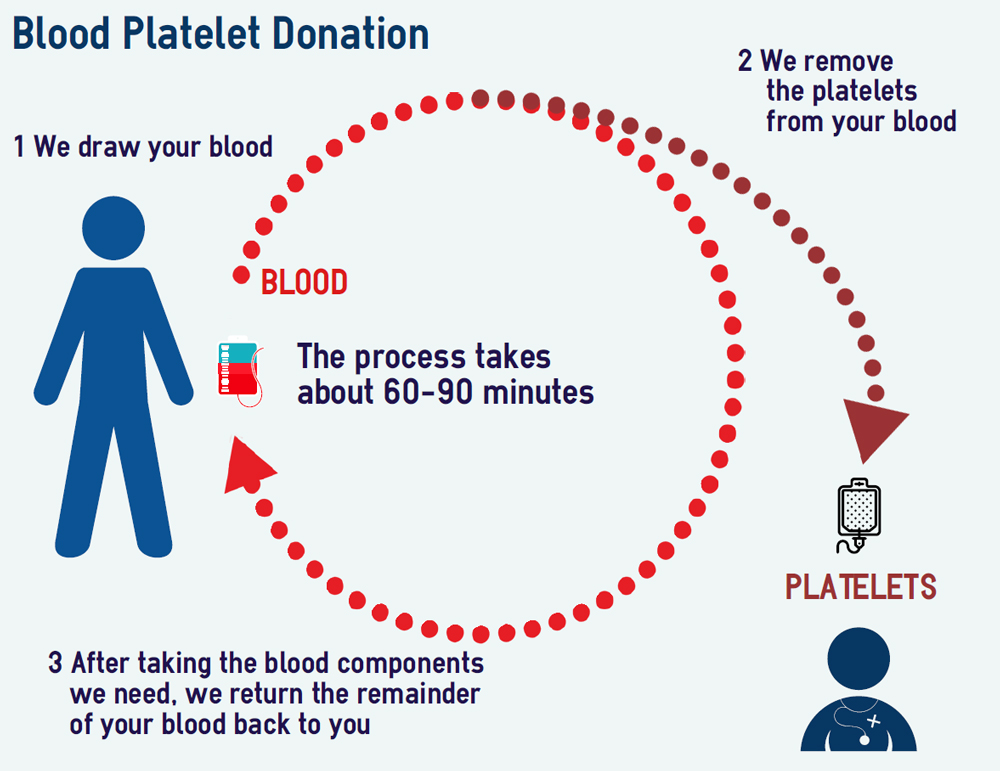 Blood Platelet Donation
1 We draw your blood
2 We remove
the platelets
from your blood
BLOOD
The process takes
about 60-90 minutes
PLATELETS
3 After taking the blood components
we need, we return the remainder
of your blood back to you